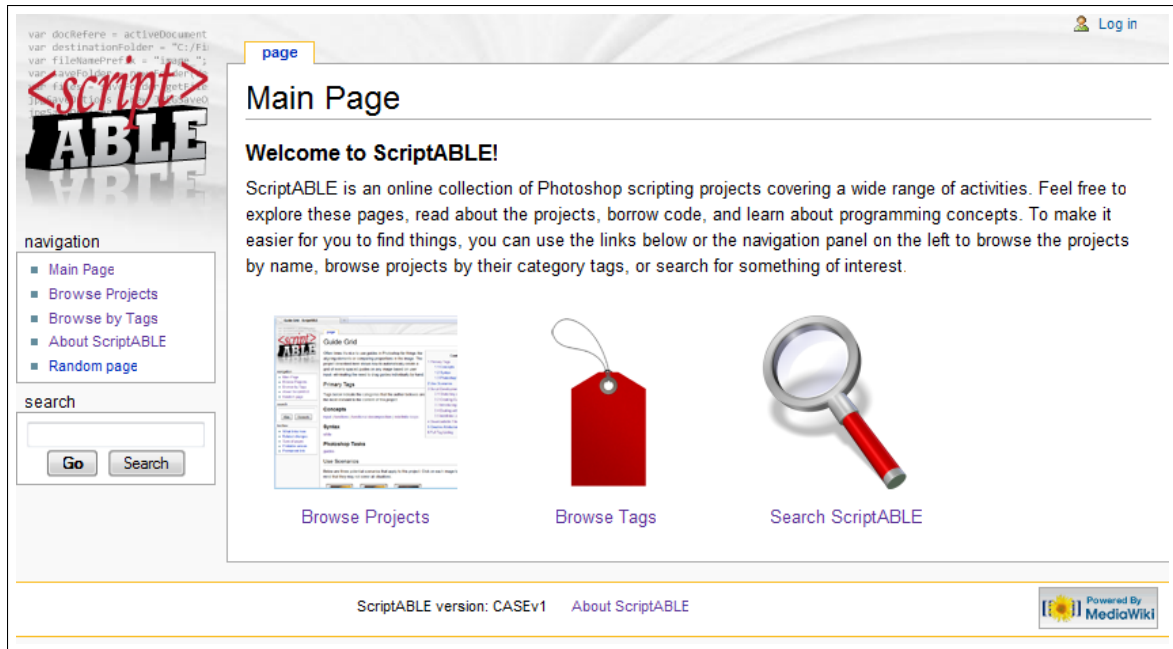 var docRefere = activeDocument
var destinationFolder = "C:/Fi
var fileNamePrefix = "image_";
<script>
ABLE
Log in
page
Main Page
Welcome to ScriptABLE!
ScriptABLE is an online collection of Photoshop scripting projects covering a wide range of activities. Feel free to
explore these pages, read about the projects, borrow code, and learn about programming concepts. To make it
easier for you to find things, you can use the links below or the navigation panel on the left to browse the projects
by name, browse projects by their category tags, or search for something of interest.
navigation
Main Page
Browse Projects
Browse by Tags
About ScriptABLE
Random page
search
Go Search
Guide Grid
Primary Tags
Concepts
Syntax
Photoshop Tasks
Use Scenarios
Browse Projects
Browse Tags
Search ScriptABLE
ScriptABLE version: CASEv1 About ScriptABLE
Powered By
MediaWiki